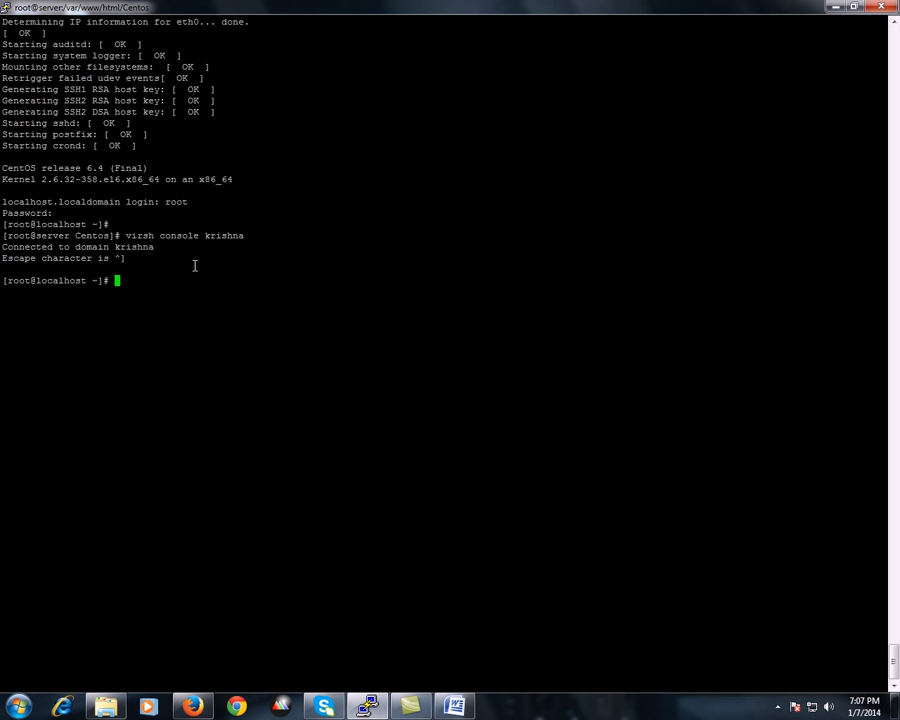 root@server:/var/www/html/Centos
Determining IP information for eth0... done.
[  OK  ]
Starting auditd: [  OK  ]
Starting system logger: [  OK  ]
Mounting other filesystems:  [  OK  ]
Retrigger failed udev events[  OK  ]
Generating SSH1 RSA host key: [  OK  ]
Generating SSH2 RSA host key: [  OK  ]
Generating SSH2 DSA host key: [  OK  ]
Starting sshd: [  OK  ]
Starting postfix: [  OK  ]
Starting crond: [  OK  ]
CentOS release 6.4 (Final)
Kernel 2.6.32-358.el6.x86_64 on an x86_64
localhost.localdomain login: root
Password:
[root@localhost ~]#
[root@server Centos]# virsh console krishna
Connected to domain krishna
Escape character is ^]
[root@localhost ~]#
7:07 PM
1/7/2014